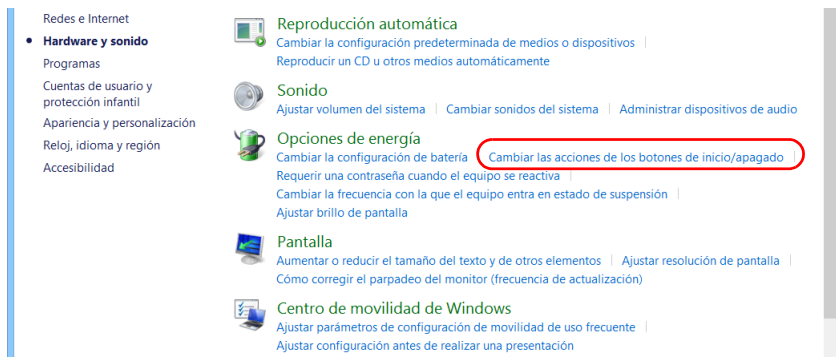 Redes e Internet
Hardware y sonido
Programas
Cuentas de usuario y
protección infantil
Apariencia y personalización
Reloj, idioma y región
Accesibilidad
Reproducción automática
Cambiar la configuración predeterminada de medios o dispositivos
Reproducir un CD u otros medios automáticamente
Sonido
Ajustar volumen del sistema | Cambiar sonidos del sistema | Administrar dispositivos de audio
Opciones de energía
Cambiar la configuración de batería Cambiar las acciones de los botones de inicio/apagado
Requerir una contraseña cuando el equipo se reactiva
Cambiar la frecuencia con la que el equipo entra en estado de suspensión
Ajustar brillo de pantalla
Pantalla
Aumentar o reducir el tamaño del texto y de otros elementos | Ajustar resolución de pantalla
Cómo corregir el parpadeo del monitor (frecuencia de actualización)
Centro de movilidad de Windows
Ajustar parámetros de configuración de movilidad de uso frecuente
Ajustar configuración antes de realizar una presentación